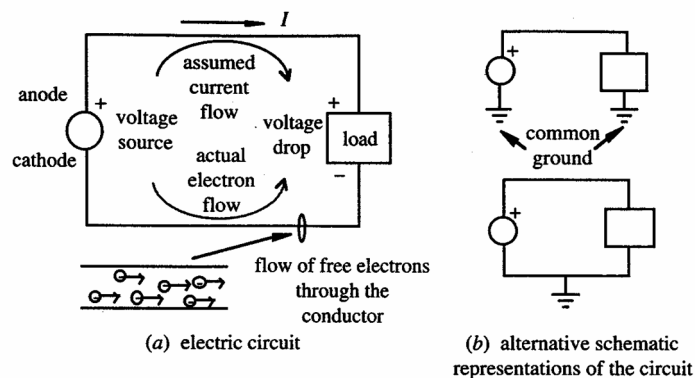 I
assumed
current
flow
anode
+
voltage
source
cathode
voltage
drop
+
load
−
actual
electron
flow
flow of free electrons
through the
conductor
(a) electric circuit
+
common
ground
+
(b) alternative schematic
representations of the circuit